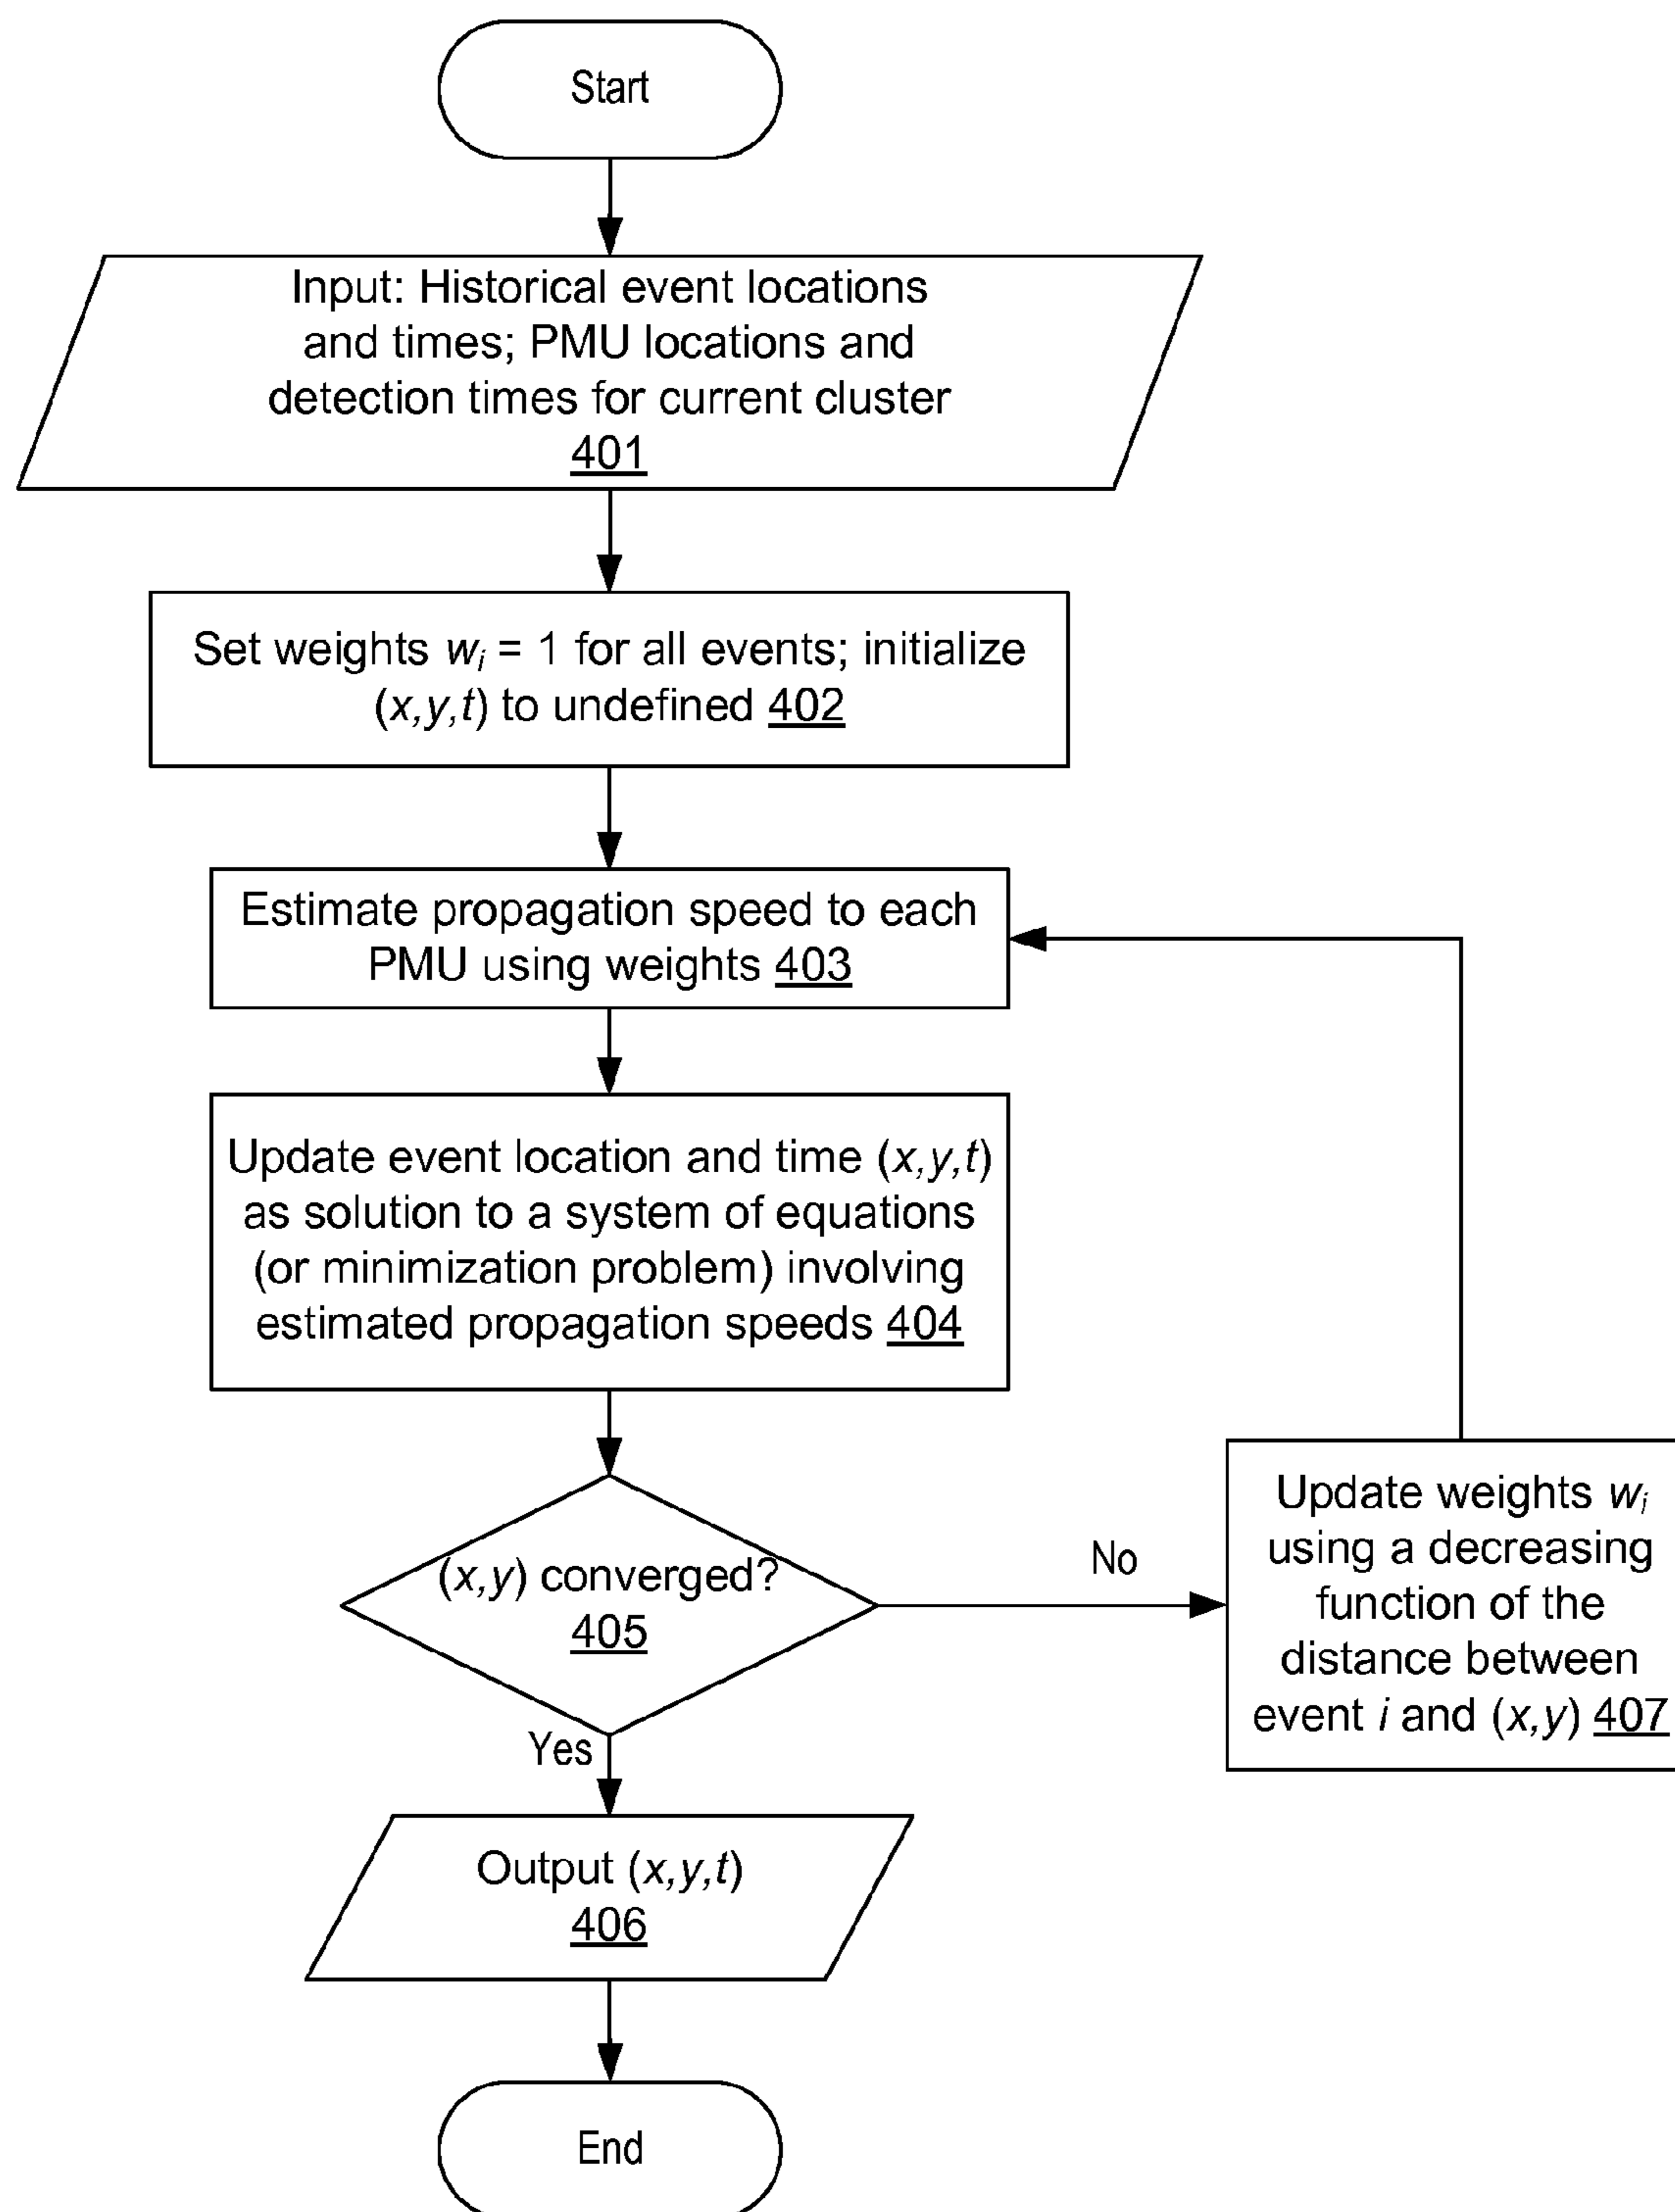 Start
Input: Historical event locations
and times; PMU locations and
detection times for current cluster
401
Set weights wi = 1 for all events; initialize
(x,y,t) to undefined 402
Estimate propagation speed to each
PMU using weights 403
Update event location and time (x,y,t)
as solution to a system of equations
(or minimization problem) involving
estimated propagation speeds 404
(x,y) converged?
405
No
Update weights wi
using a decreasing
function of the
distance between
event i and (x,y) 407
Yes
Output (x,y,t)
406
End